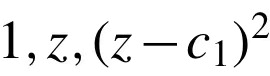 1, z, (z − c₁)²